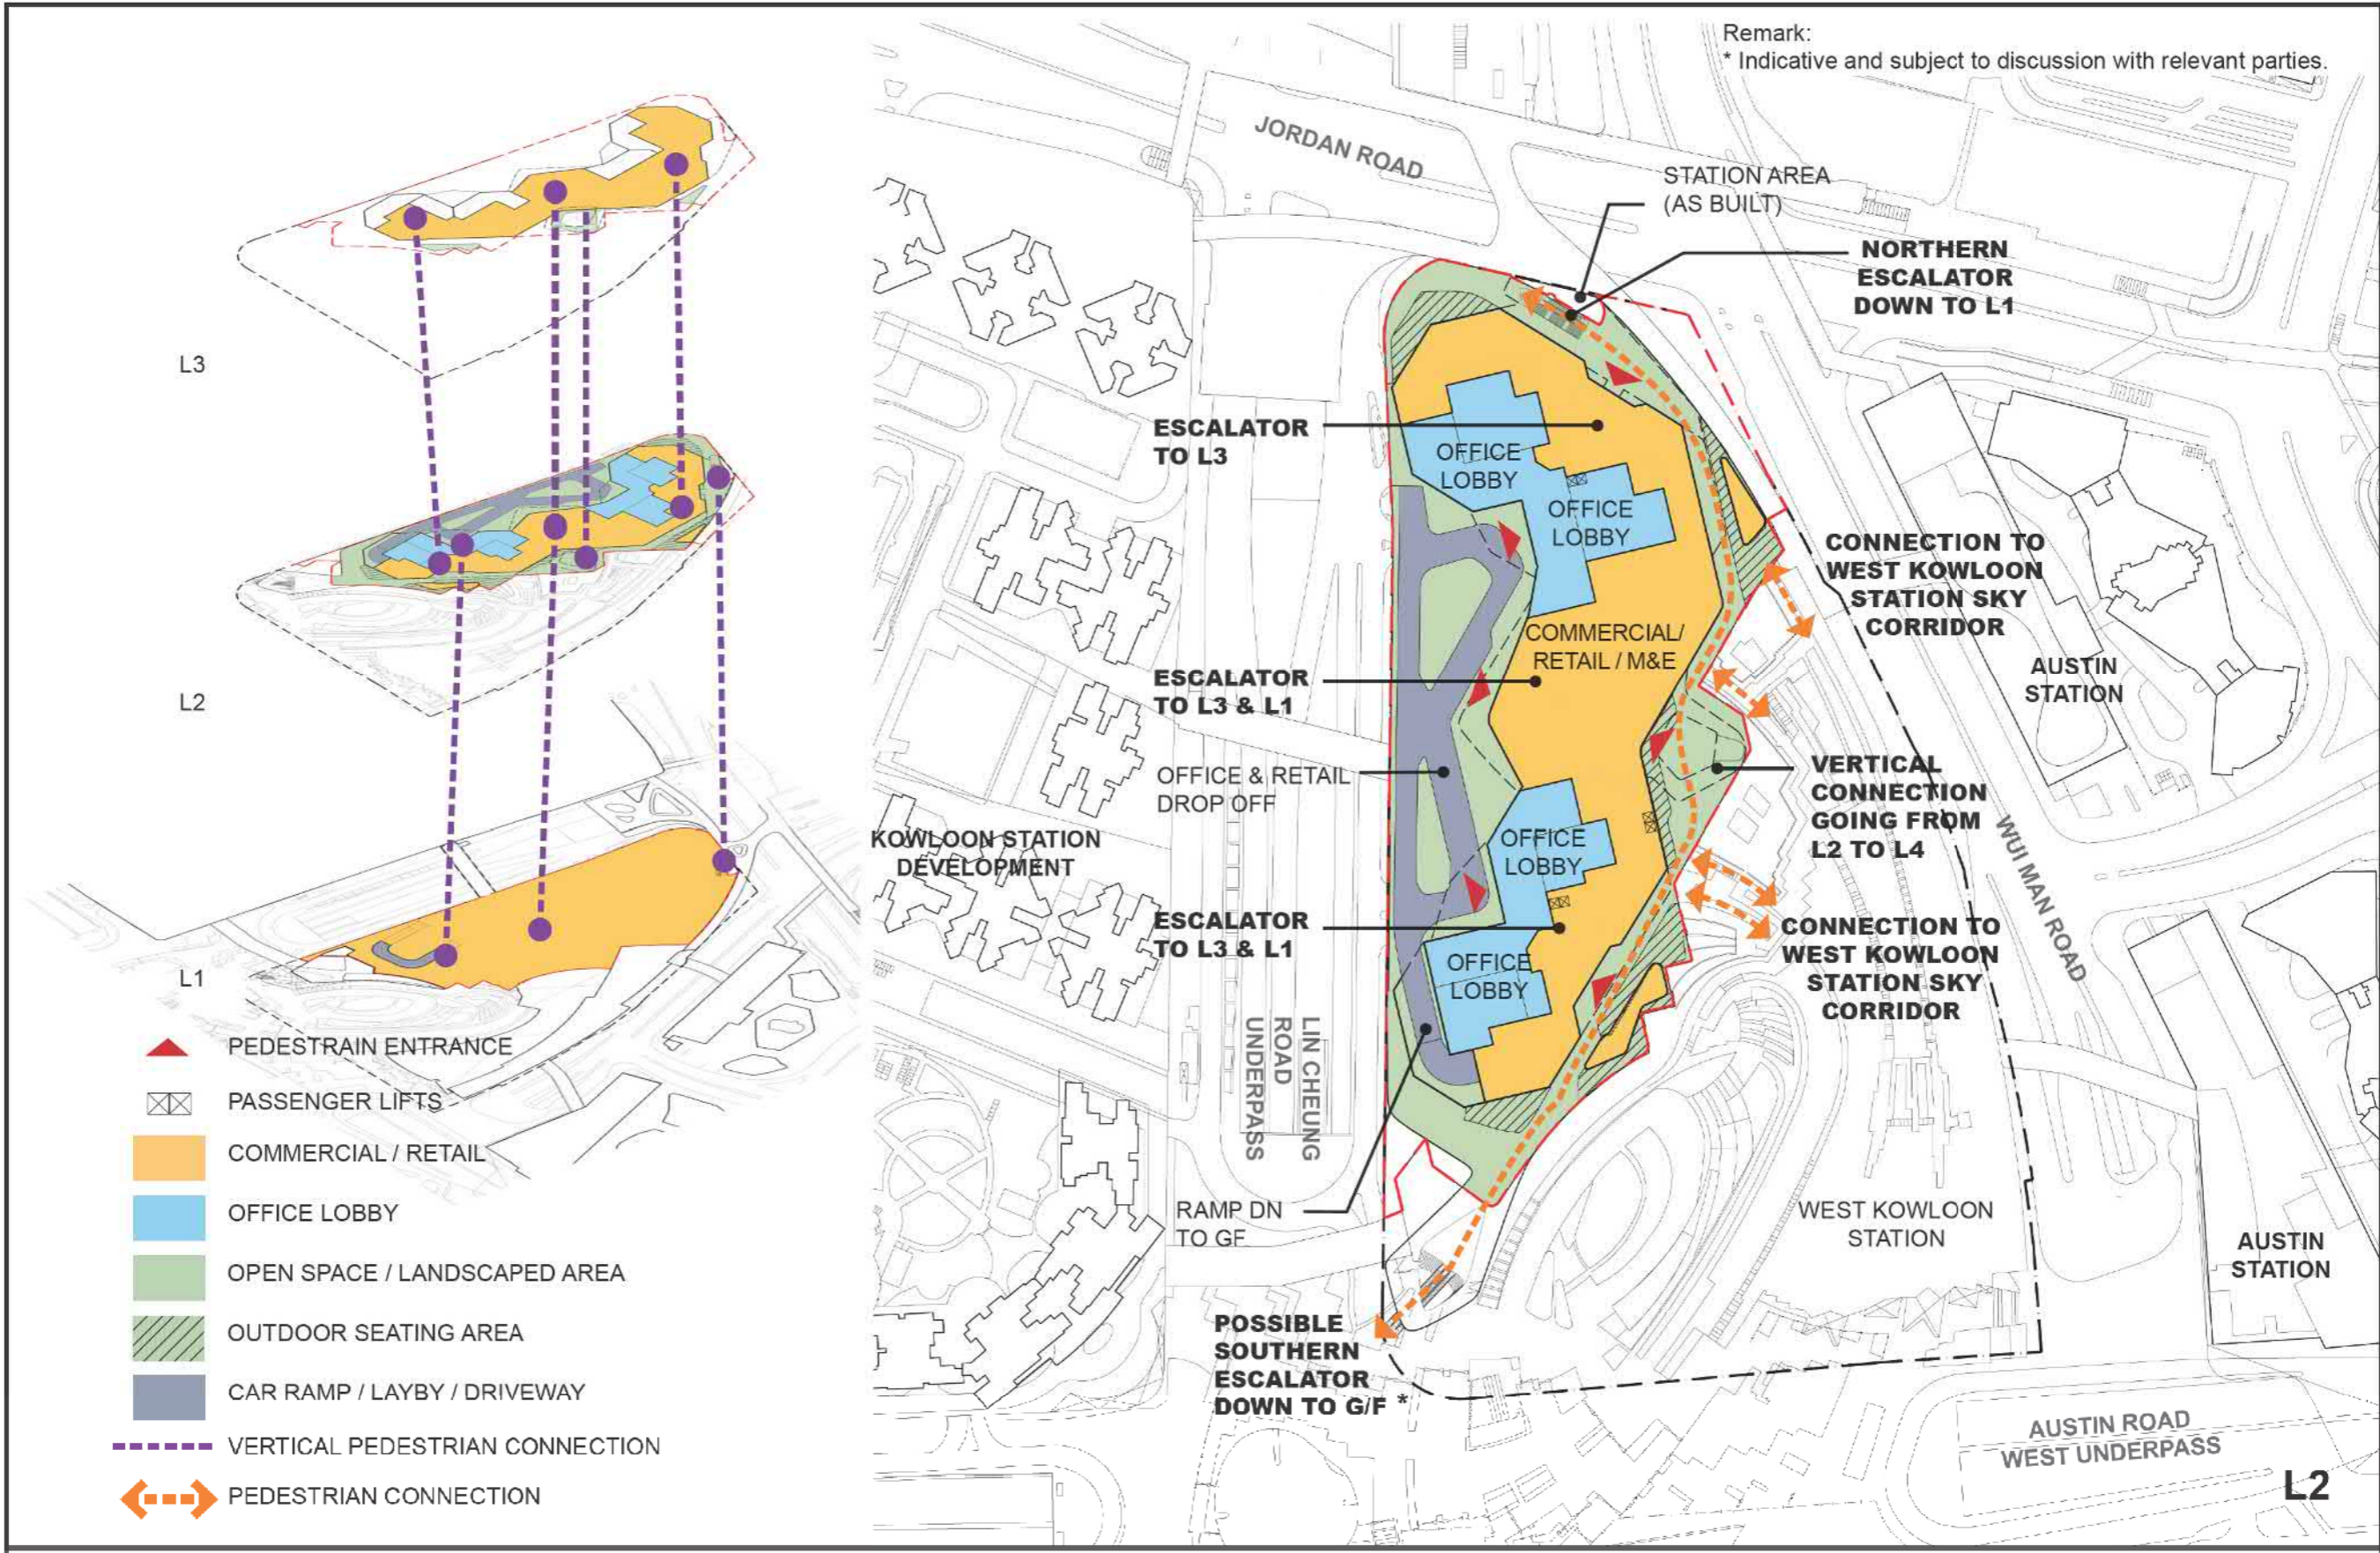 Remark:
* Indicative and subject to discussion with relevant parties.
L3
L2
L1
PEDESTRAIN ENTRANCE
PASSENGER LIFTS
COMMERCIAL / RETAIL
OFFICE LOBBY
OPEN SPACE / LANDSCAPED AREA
OUTDOOR SEATING AREA
CAR RAMP / LAYBY / DRIVEWAY
VERTICAL PEDESTRIAN CONNECTION
PEDESTRIAN CONNECTION
JORDAN ROAD
STATION AREA
(AS BUILT)
NORTHERN
ESCALATOR
DOWN TO L1
ESCALATOR
TO L3
OFFICE
LOBBY
OFFICE
LOBBY
CONNECTION TO
WEST KOWLOON
STATION SKY
CORRIDOR
COMMERCIAL/
RETAIL / M&E
AUSTIN
STATION
ESCALATOR
TO L3 & L1
OFFICE & RETAIL
DROP OFF
VERTICAL
CONNECTION
GOING FROM
L2 TO L4
KOWLOON STATION
DEVELOPMENT
OFFICE
LOBBY
WUI MAN ROAD
ESCALATOR
TO L3 & L1
OFFICE
LOBBY
CONNECTION TO
WEST KOWLOON
STATION SKY
CORRIDOR
LIN CHEUNG
ROAD
UNDERPASS
RAMP DN
TO GF
WEST KOWLOON
STATION
AUSTIN
STATION
POSSIBLE
SOUTHERN
ESCALATOR
DOWN TO G/F *
AUSTIN ROAD
WEST UNDERPASS
L2